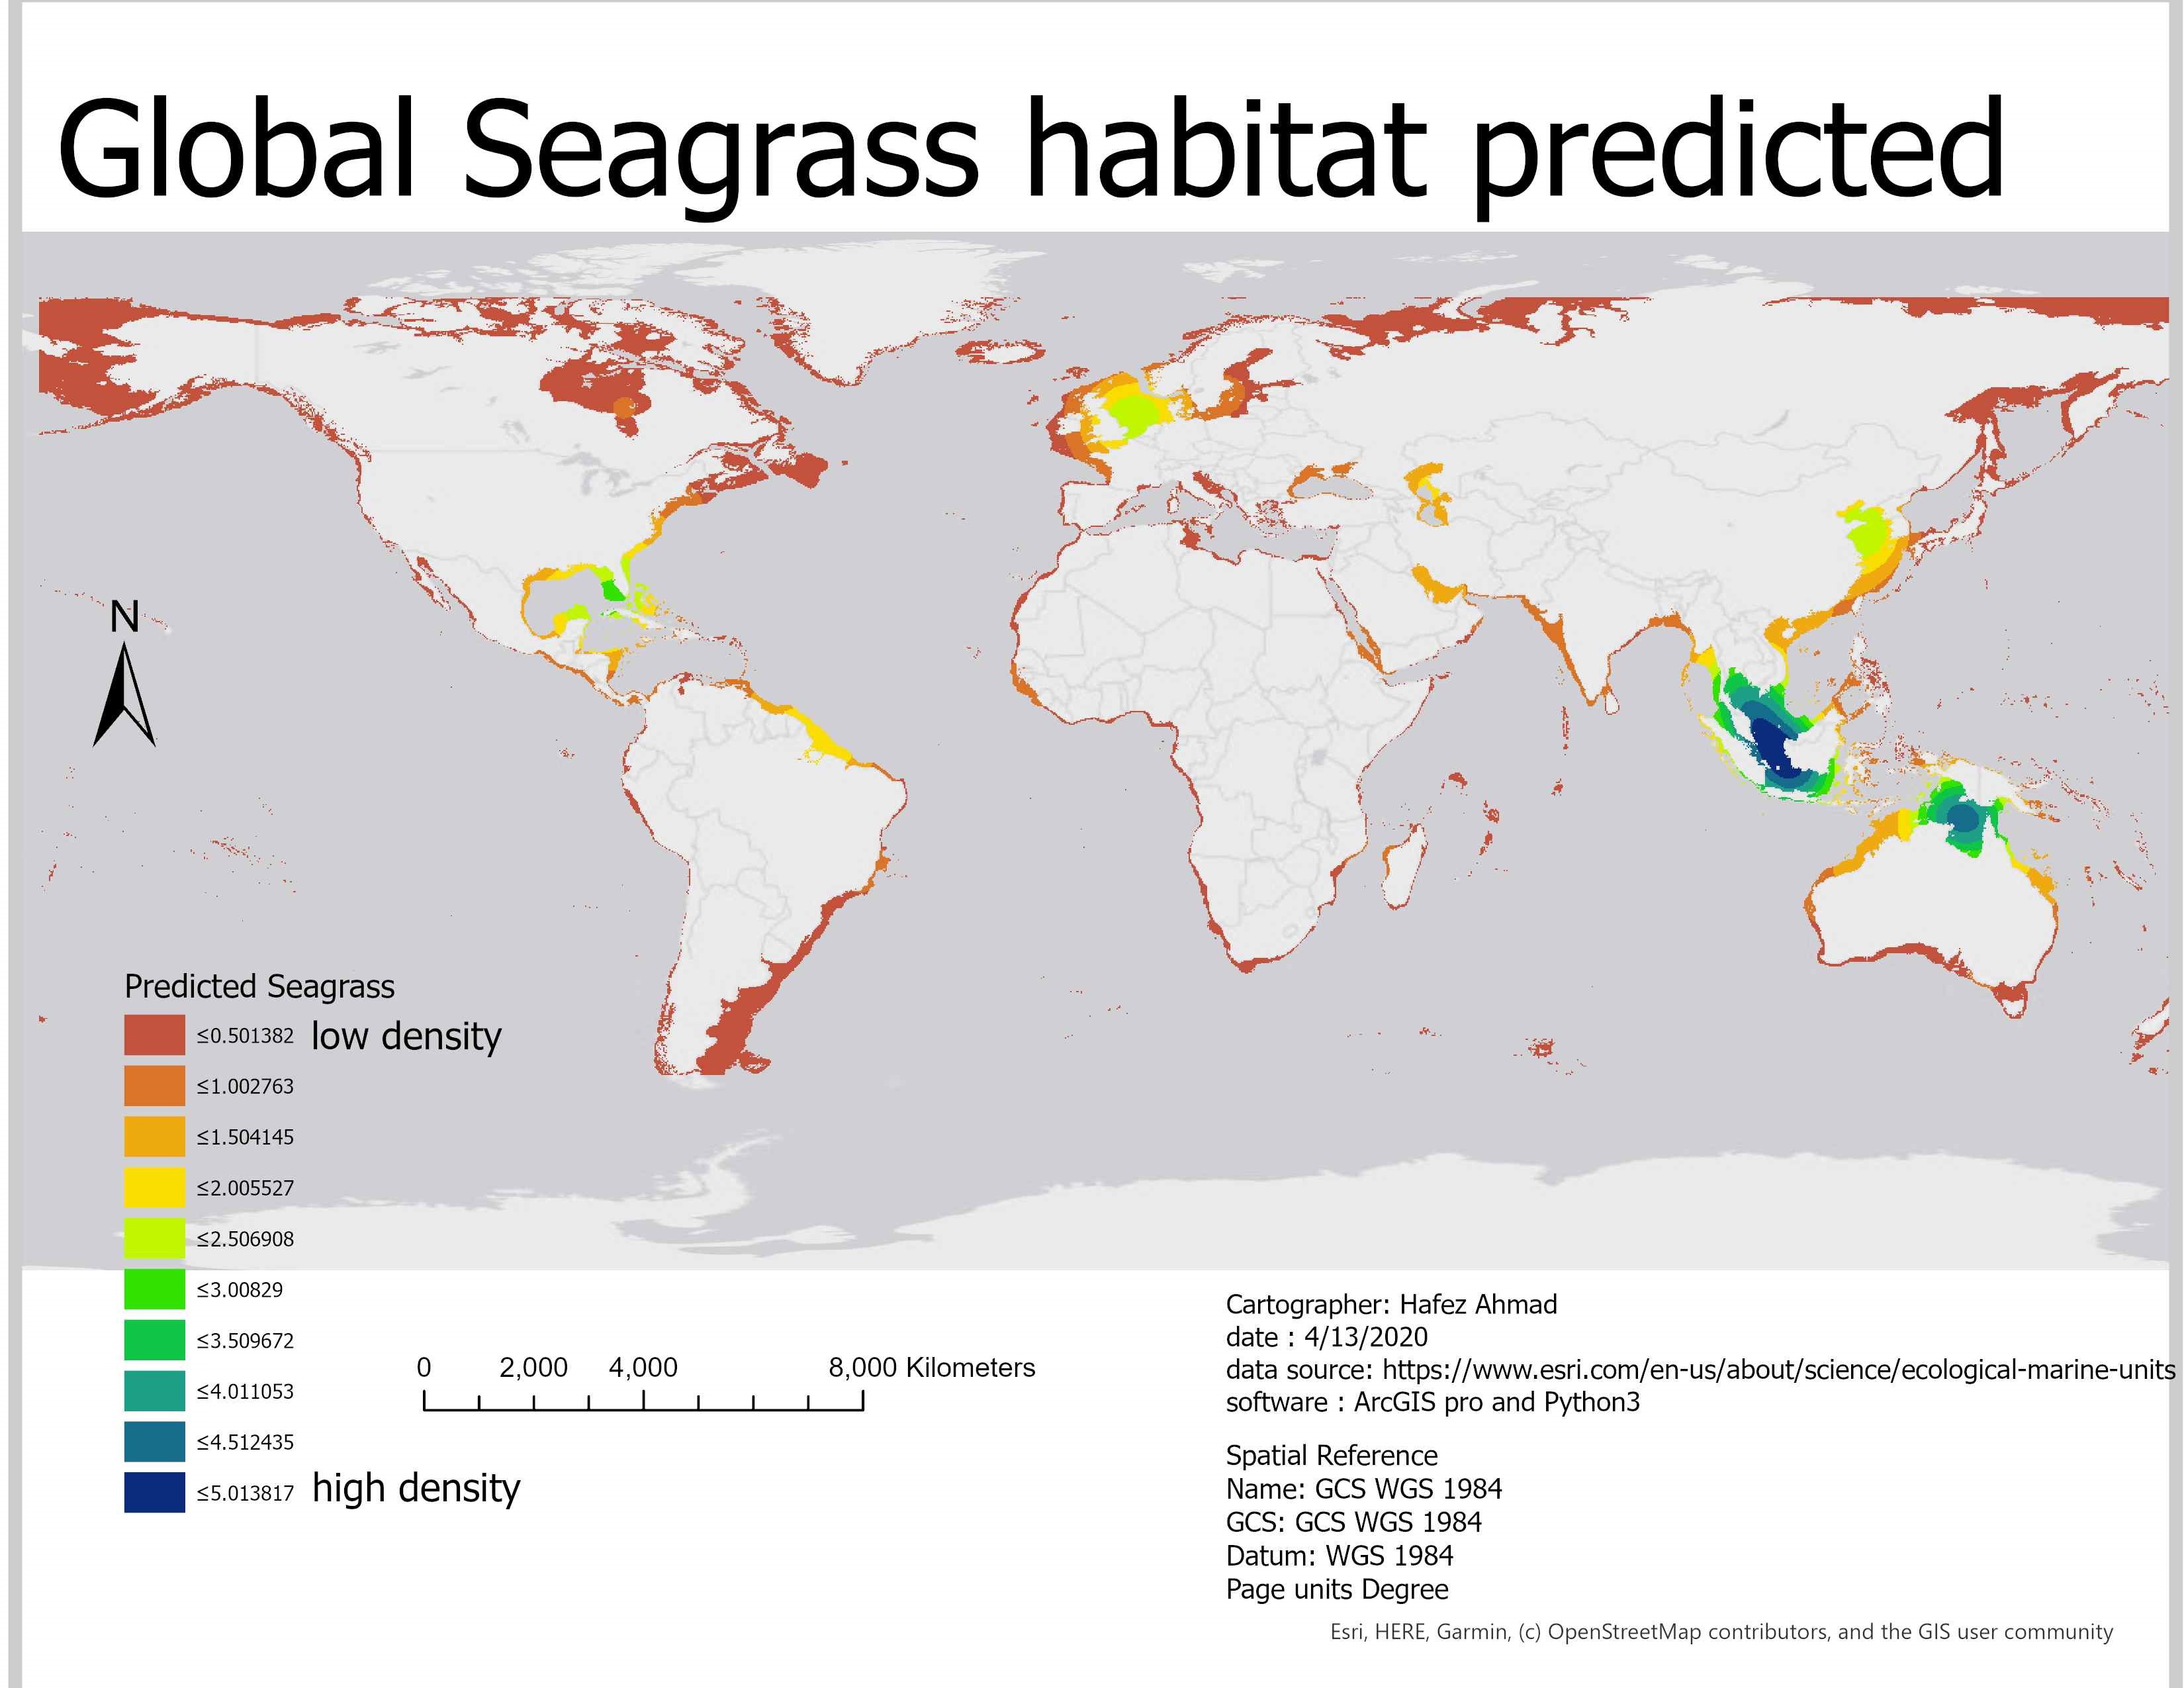 Global Seagrass habitat predicted
N
Predicted Seagrass
≤0.501382 low density
≤1.002763
≤1.504145
≤2.005527
≤2.506908
≤3.00829
≤3.509672
≤4.011053
≤4.512435
≤5.013817 high density
0 2,000 4,000 8,000 Kilometers
Cartographer: Hafez Ahmad
date : 4/13/2020
data source: https://www.esri.com/en-us/about/science/ecological-marine-units
software : ArcGIS pro and Python3
Spatial Reference
Name: GCS WGS 1984
GCS: GCS WGS 1984
Datum: WGS 1984
Page units Degree
Esri, HERE, Garmin, (c) OpenStreetMap contributors, and the GIS user community